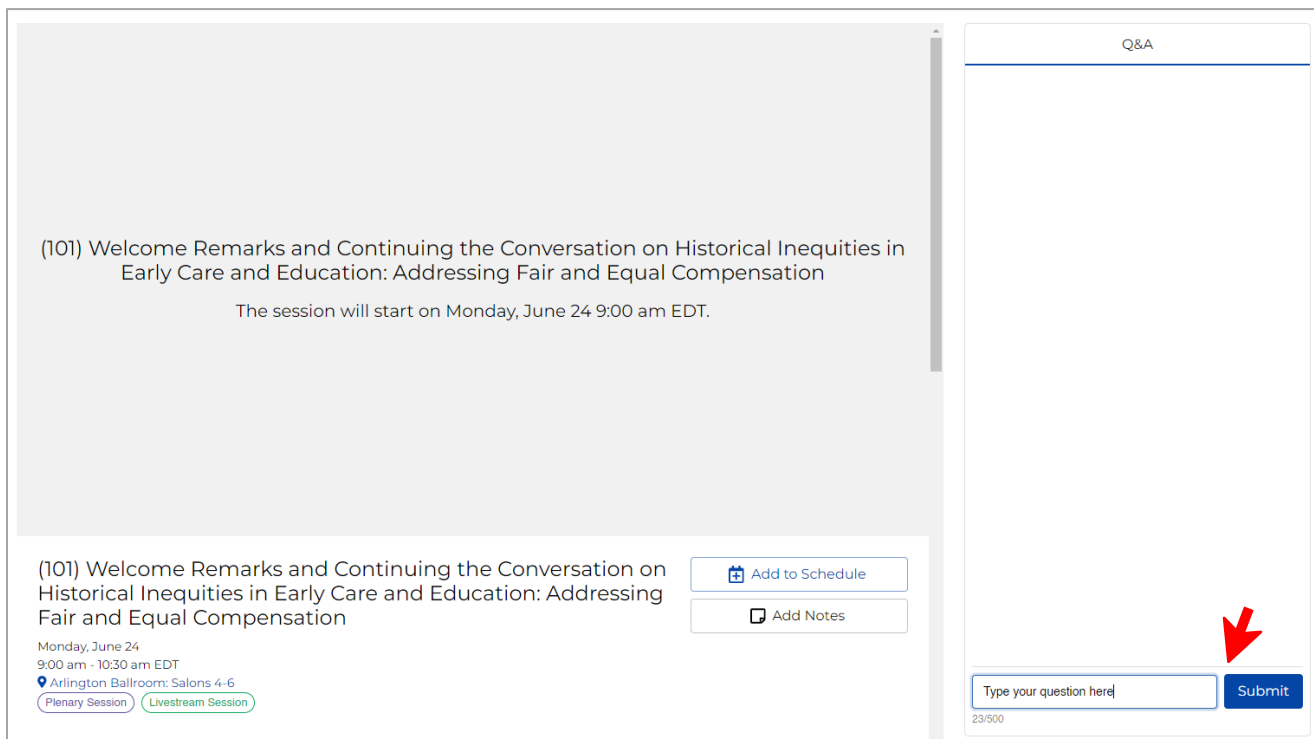 (101) Welcome Remarks and Continuing the Conversation on Historical Inequities in
Early Care and Education: Addressing Fair and Equal Compensation
The session will start on Monday, June 24 9:00 am EDT.
(101) Welcome Remarks and Continuing the Conversation on
Historical Inequities in Early Care and Education: Addressing
Fair and Equal Compensation
Monday, June 24
9:00 am - 10:30 am EDT
Arlington Ballroom: Salons 4-6
Plenary Session
Livestream Session
Add to Schedule
Add Notes
Q&A
Type your question here
Submit
23/500